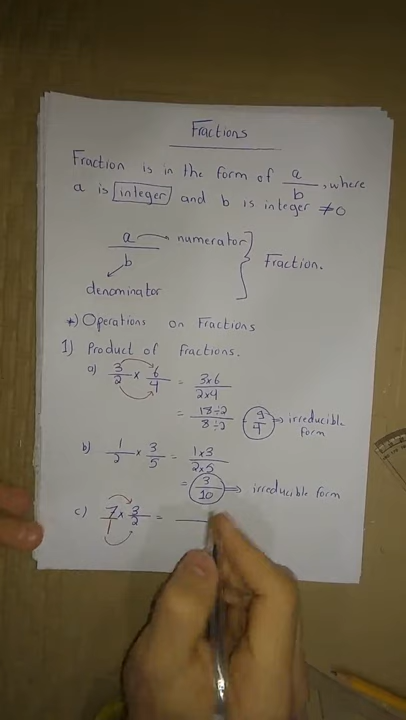 Fractions
Fraction is in the form of a/b, where
a is integer and b is integer ≠0
a → numerator
b
Fraction.
denominator
*) Operations on Fractions
1) Product of Fractions.
a) 3/2 × 6/4 = 3×6/2×4
= 18÷2/8÷2 = 9/4 ⇒ irreducible
form
b) 1/2 × 3/5 = 1×3/2×5
= 3/10 ⇒ irreducible form
c) 7/1 × 3/2 =